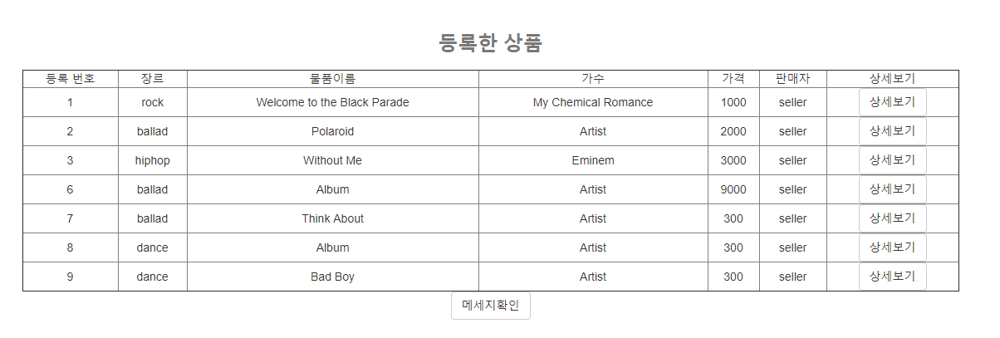 등록한 상품
등록 번호 장르 물품이름 가수 가격 판매자 상세보기
1 rock Welcome to the Black Parade My Chemical Romance 1000 seller 상세보기
2 ballad Polaroid Artist 2000 seller 상세보기
3 hiphop Without Me Eminem 3000 seller 상세보기
6 ballad Album Artist 9000 seller 상세보기
7 ballad Think About Artist 300 seller 상세보기
8 dance Album Artist 300 seller 상세보기
9 dance Bad Boy Artist 300 seller 상세보기
메세지확인